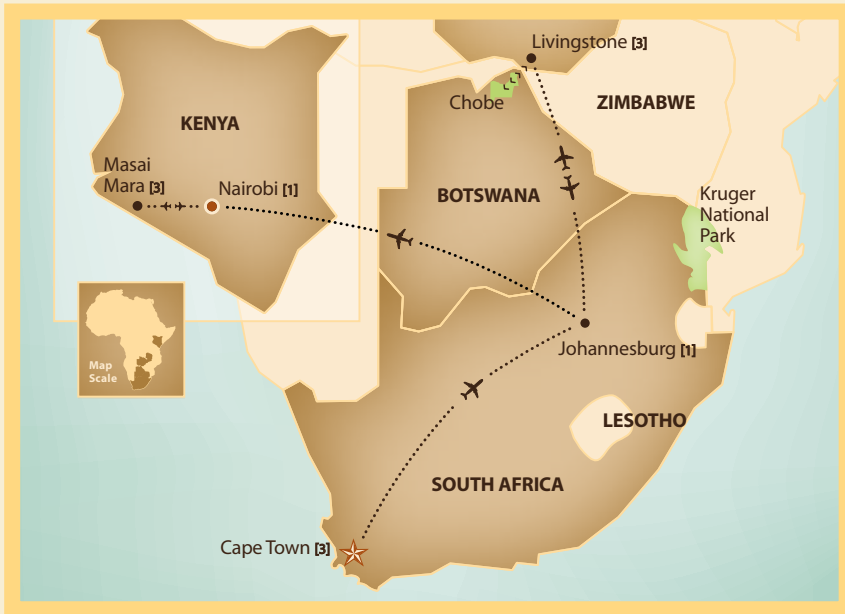 Livingstone [3]
Chobe
ZIMBABWE
KENYA
Masai
Mara [3]
Nairobi [1]
BOTSWANA
Kruger
National
Park
Map
Scale
Johannesburg [1]
LESOTHO
SOUTH AFRICA
Cape Town [3]